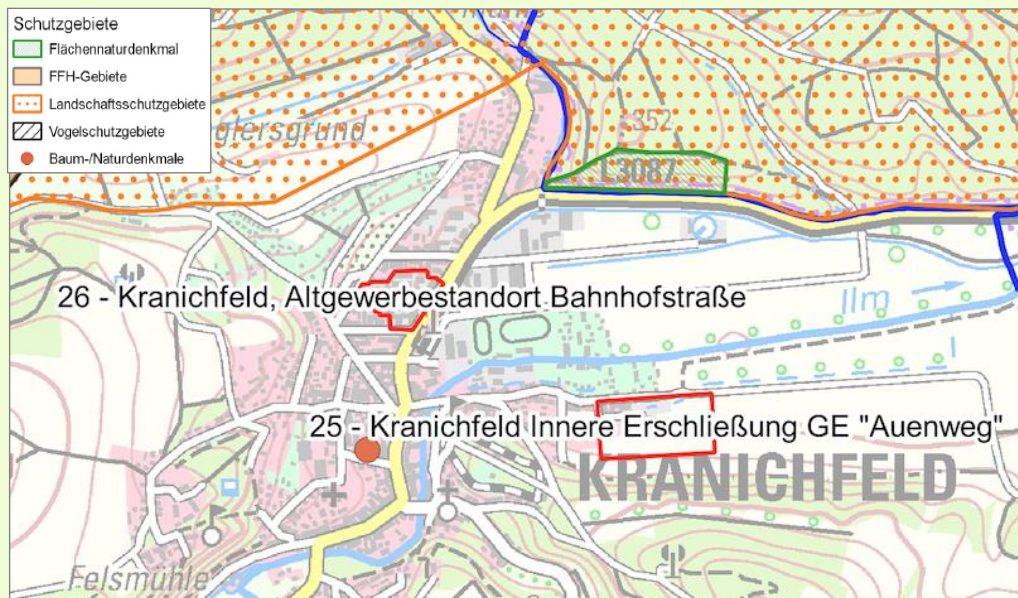 Schutzgebiete
Flächennaturdenkmal
FFH-Gebiete
Landschaftsschutzgebiete
Vogelschutzgebiete
Baum-/Naturdenkmale
glersgrund
352
L3087
26 - Kranichfeld, Altgewerbestandort Bahnhofstraße
Ilm
25 - Kranichfeld Innere Erschließung GE "Auenweg"
KRANICHFELD
Felsmühle